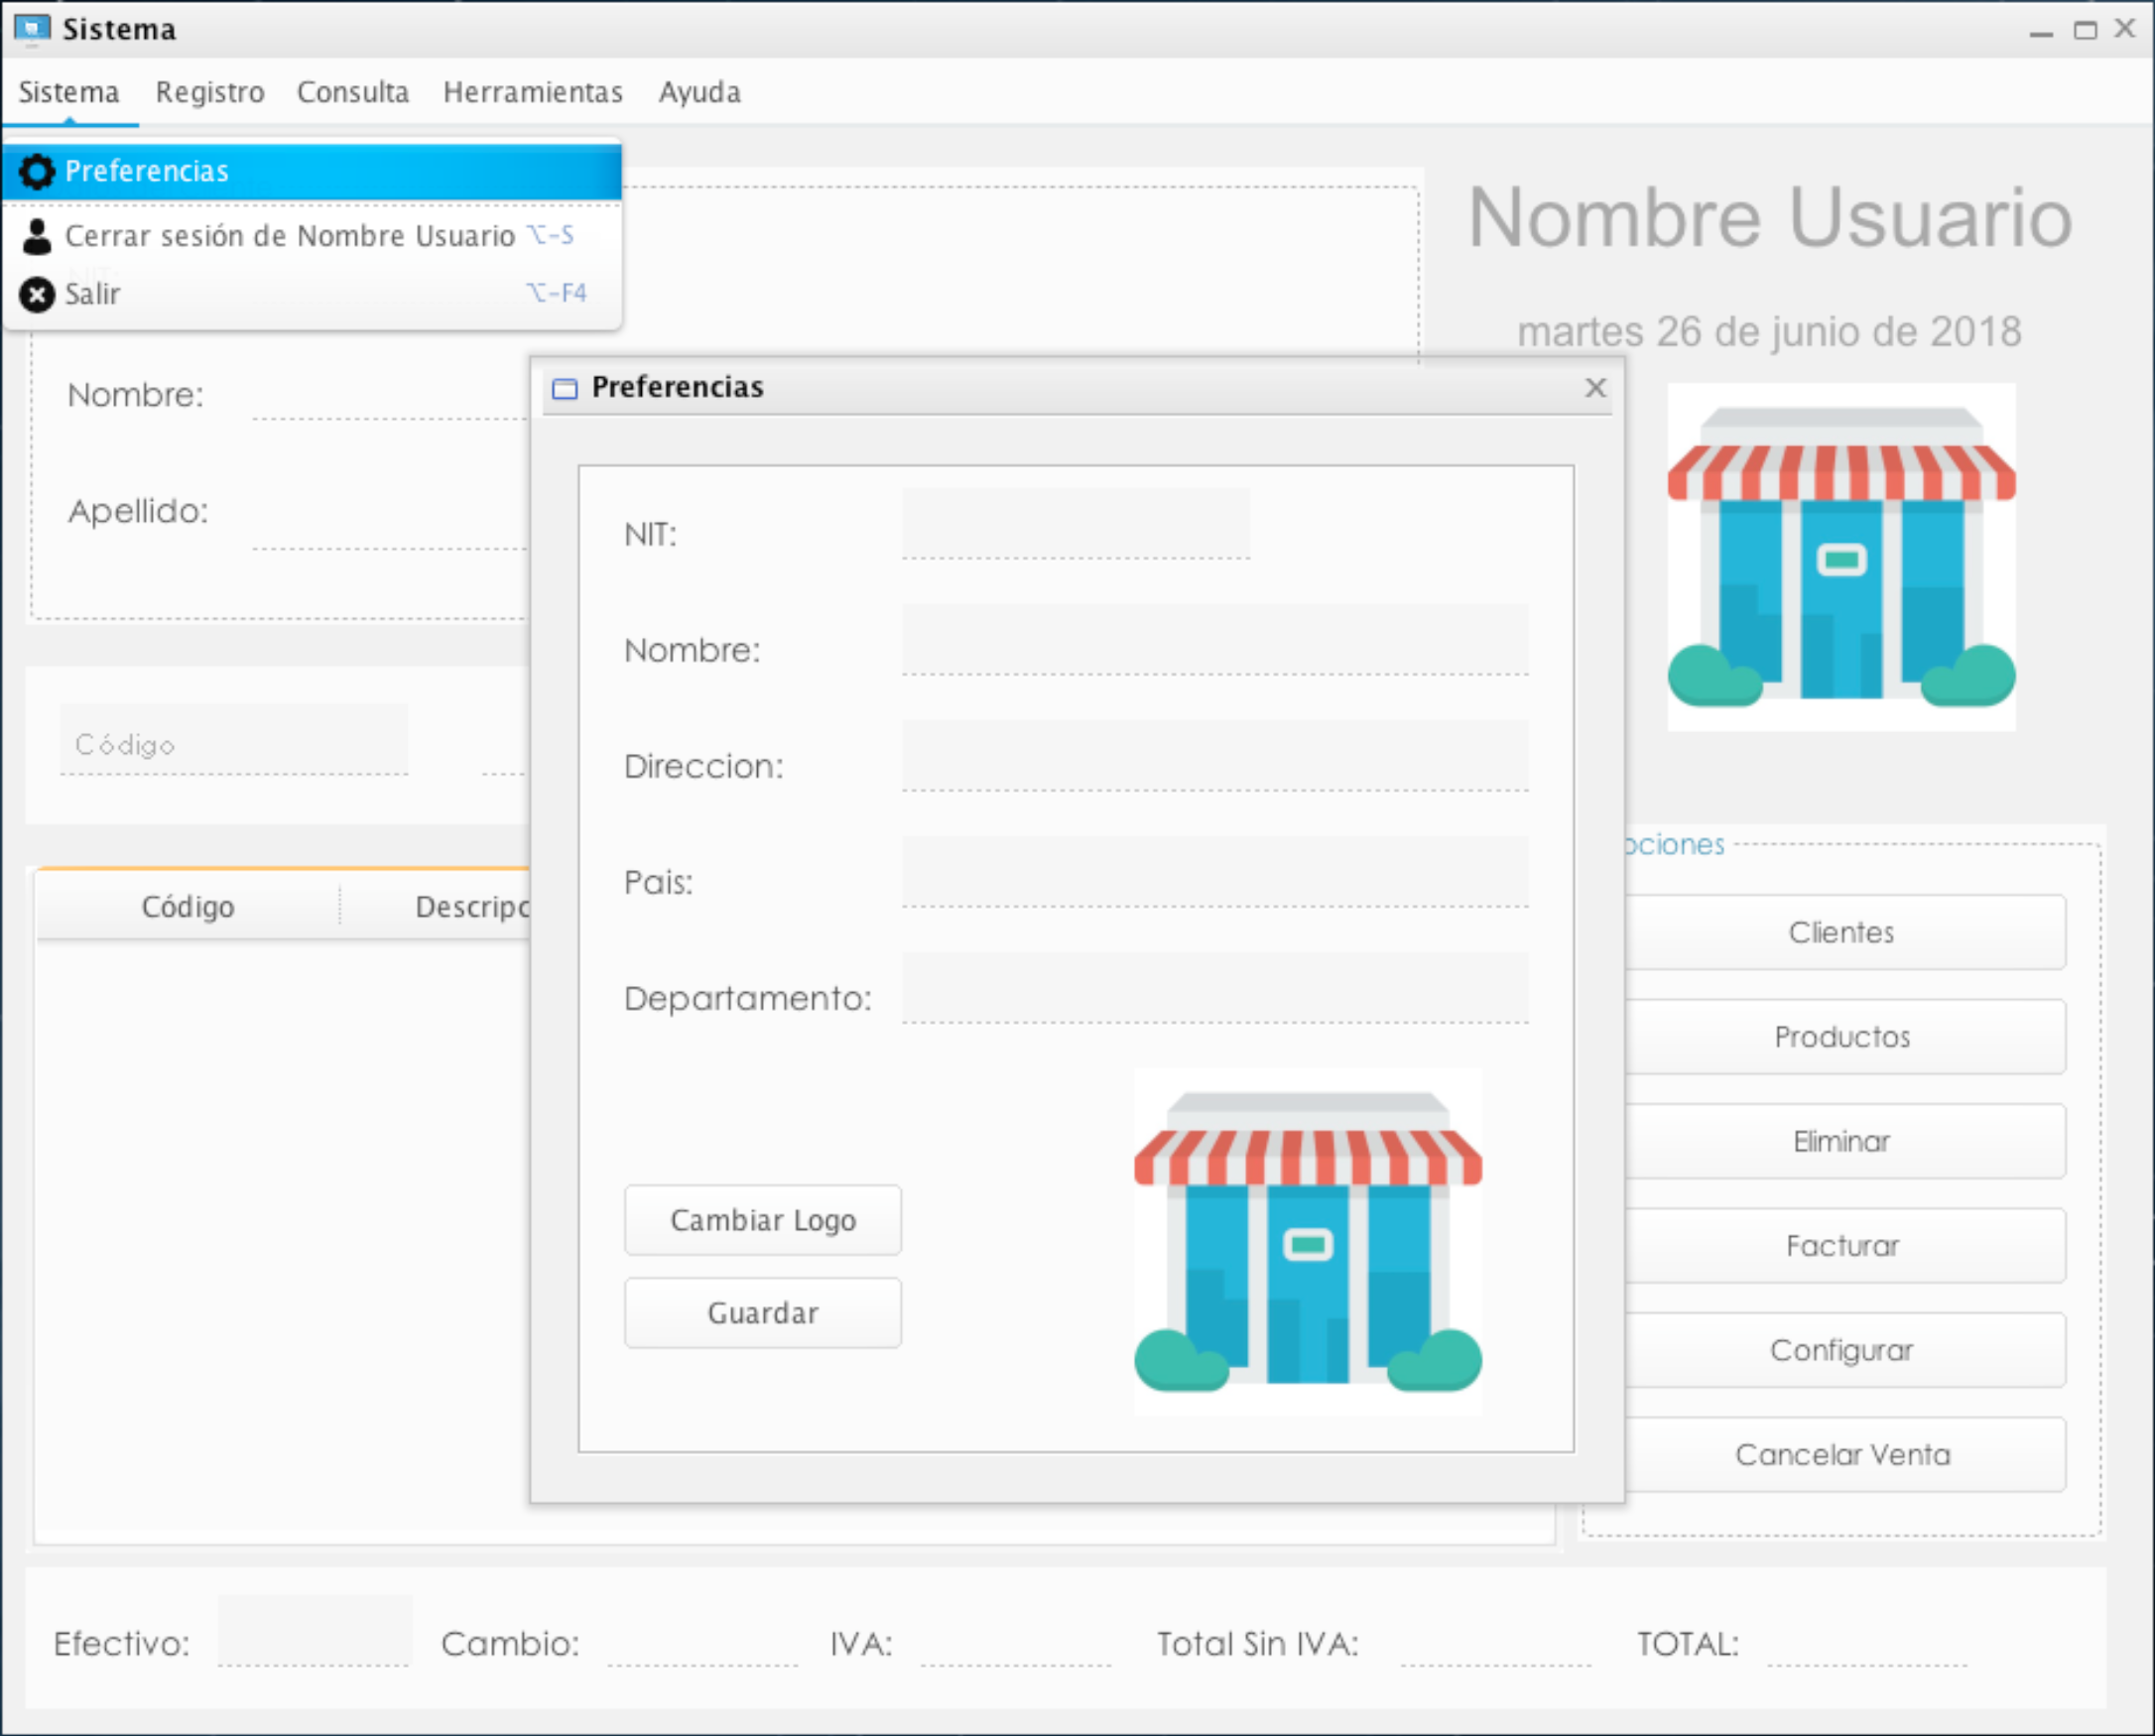 Sistema
Sistema Registro Consulta Herramientas Ayuda
Preferencias
Cerrar sesión de Nombre Usuario ⌥-S
Salir ⌥-F4
NIT:
Nombre Usuario
martes 26 de junio de 2018
Nombre:
Apellido:
Código
Código Descripc
Preferencias
NIT:
Nombre:
Direccion:
Pais:
Departamento:
Cambiar Logo
Guardar
pciones
Clientes
Productos
Eliminar
Facturar
Configurar
Cancelar Venta
Efectivo: Cambio: IVA: Total Sin IVA: TOTAL: